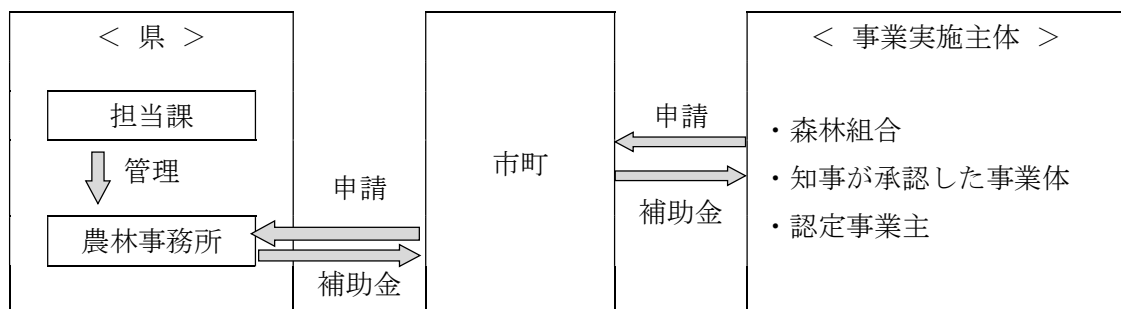 < 県 >
担当課
管理
農林事務所
申請
補助金
市町
申請
補助金
< 事業実施主体 >
・森林組合
・知事が承認した事業体
・認定事業主